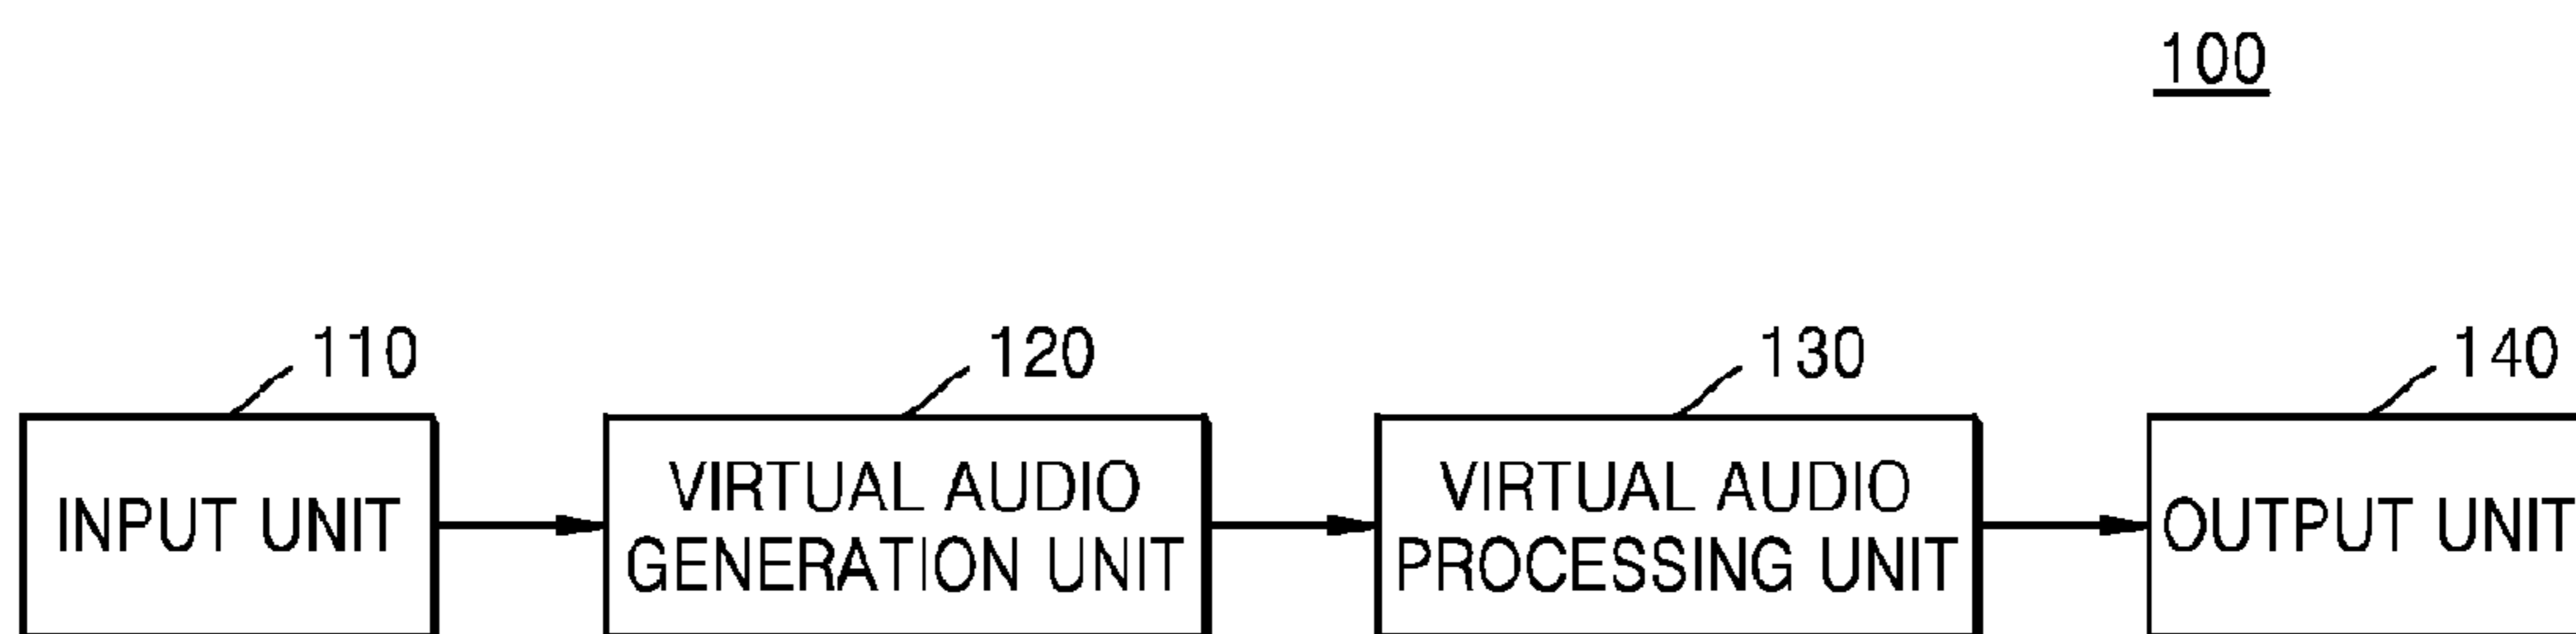 100
110
120
130
140
INPUT UNIT
VIRTUAL AUDIO
GENERATION UNIT
VIRTUAL AUDIO
PROCESSING UNIT
OUTPUT UNIT